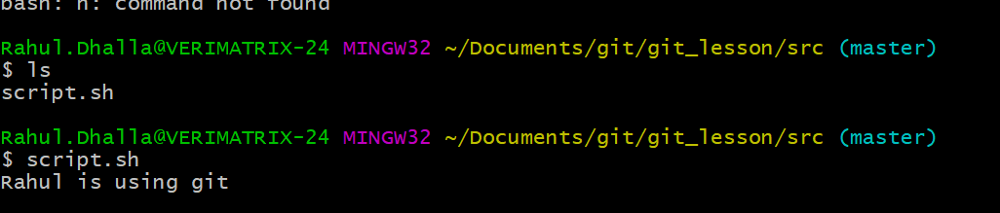 bash: n: command not found
Rahul.Dhalla@VERIMATRIX-24 MINGW32 ~/Documents/git/git_lesson/src (master)
$ ls
script.sh
Rahul.Dhalla@VERIMATRIX-24 MINGW32 ~/Documents/git/git_lesson/src (master)
$ script.sh
Rahul is using git